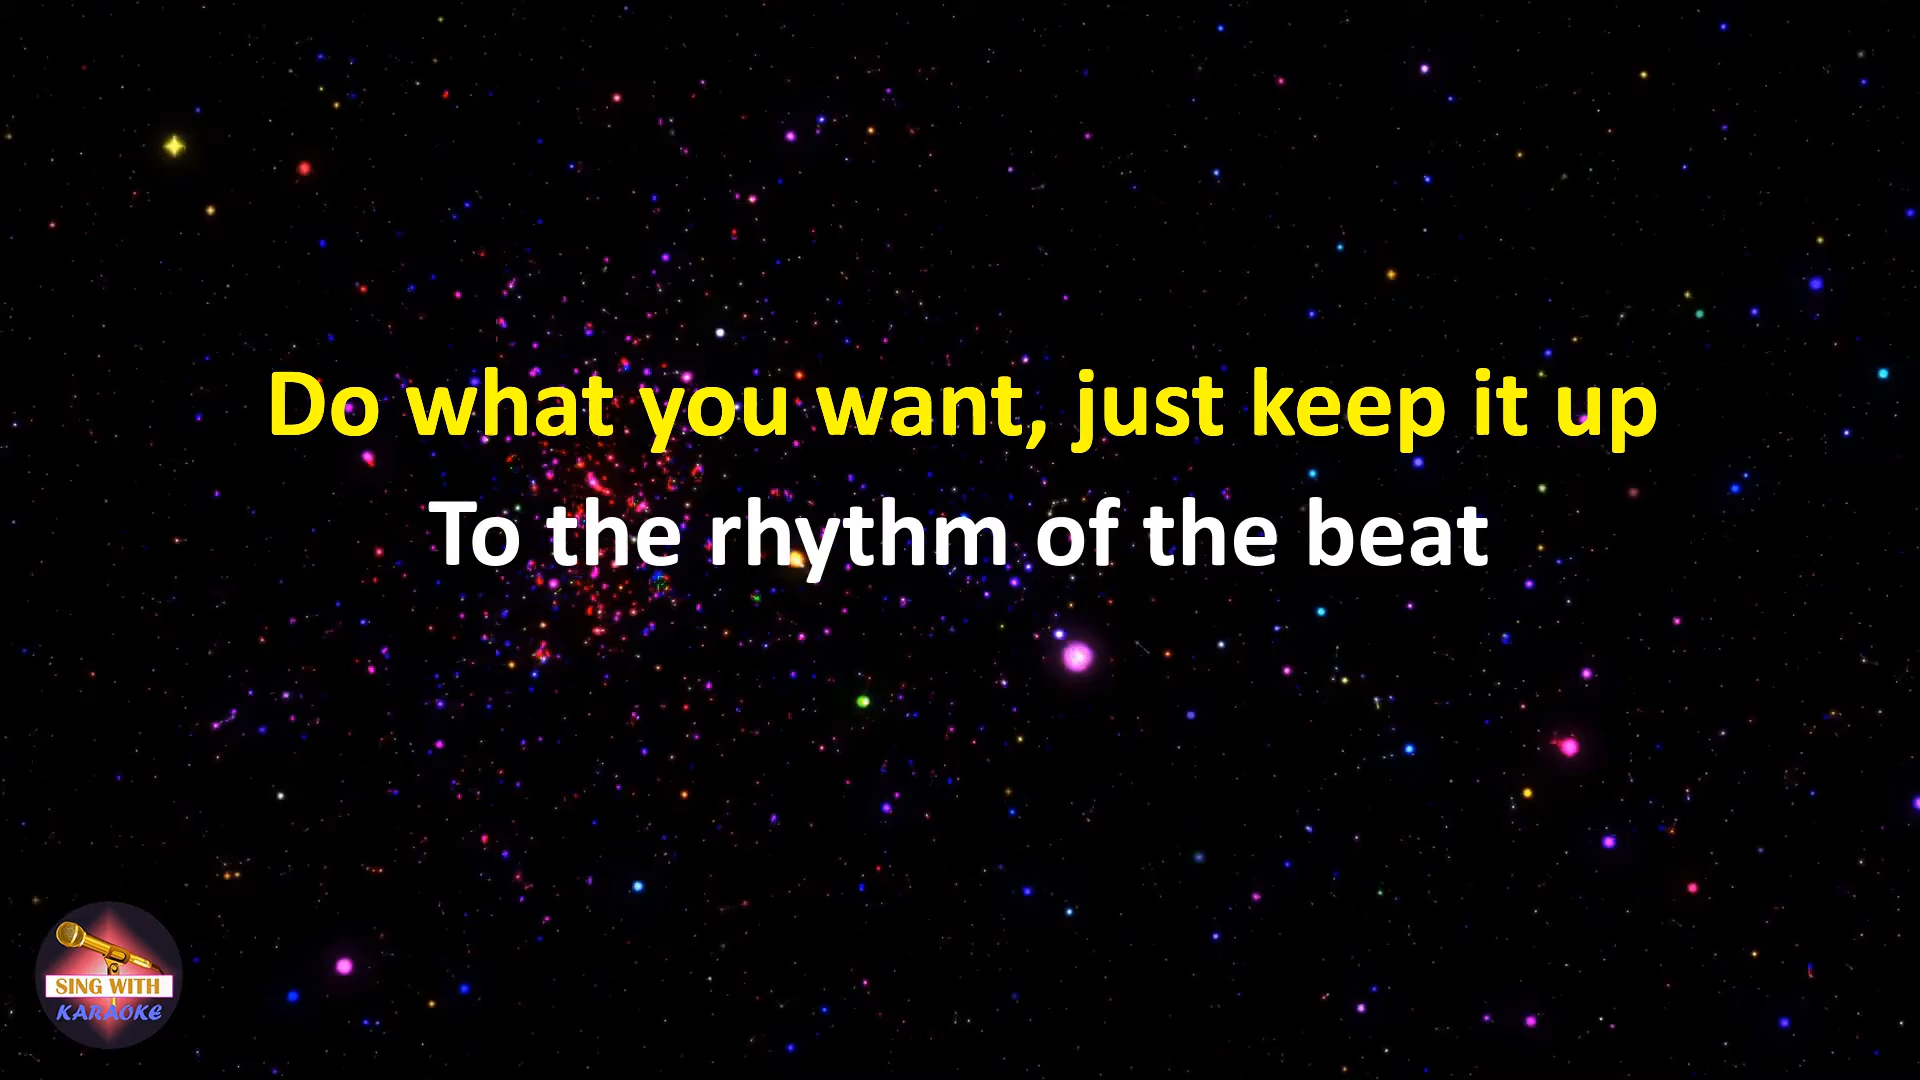 Do what you want, just keep it up
To the rhythm of the beat
SING WITH
KARAOKE